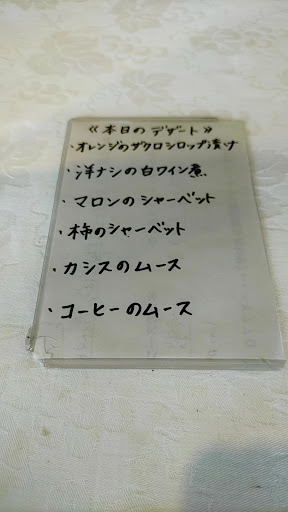 《本日のデザート》
・オレンジのザクロシロップ漬け
・洋ナシの白ワイン煮
・マロンのシャーベット
・柿のシャーベット
・カシスのムース
・コーヒーのムース